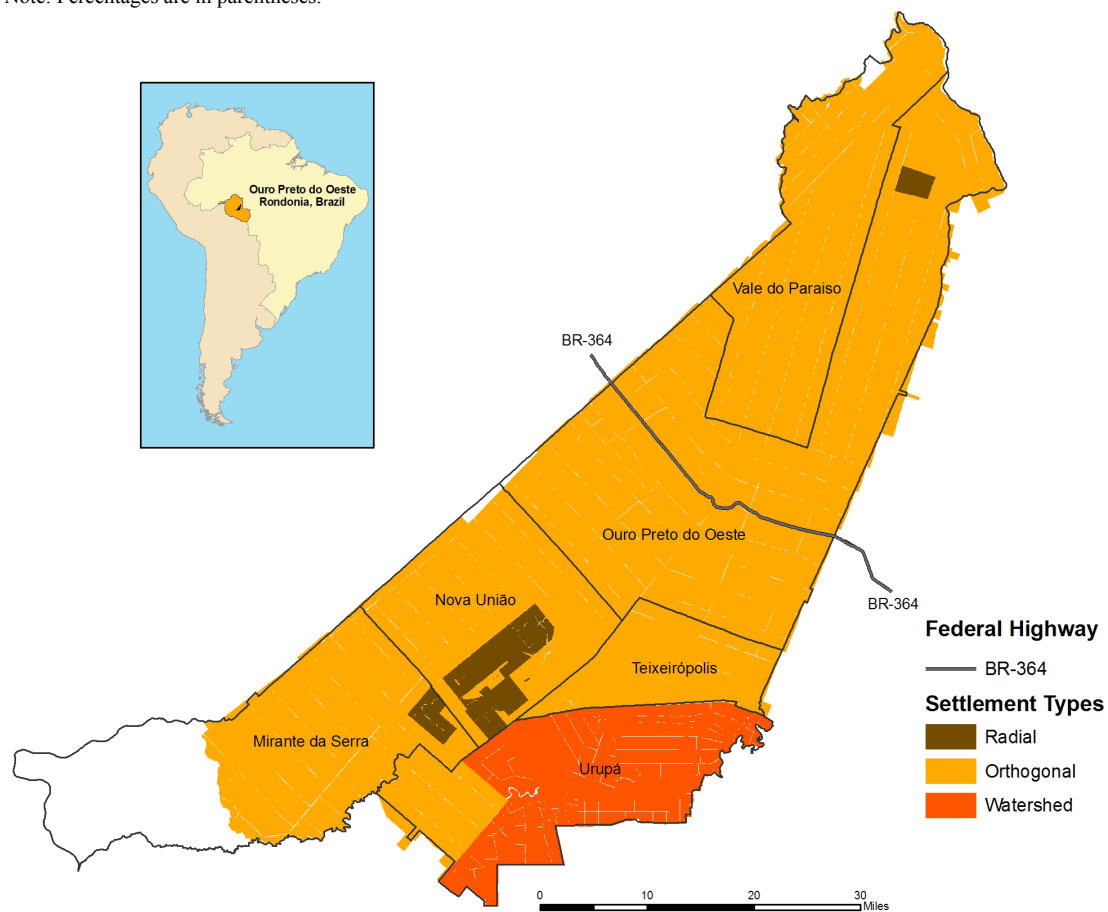 Note: Percentages are in parentheses.
Ouro Preto do Oeste
Rondonia, Brazil
Vale do Paraiso
BR-364
Ouro Preto do Oeste
Nova União
BR-364
Teixeirópolis
Mirante da Serra
Urupá
Federal Highway
BR-364
Settlement Types
Radial
Orthogonal
Watershed
0 10 20 30
Miles